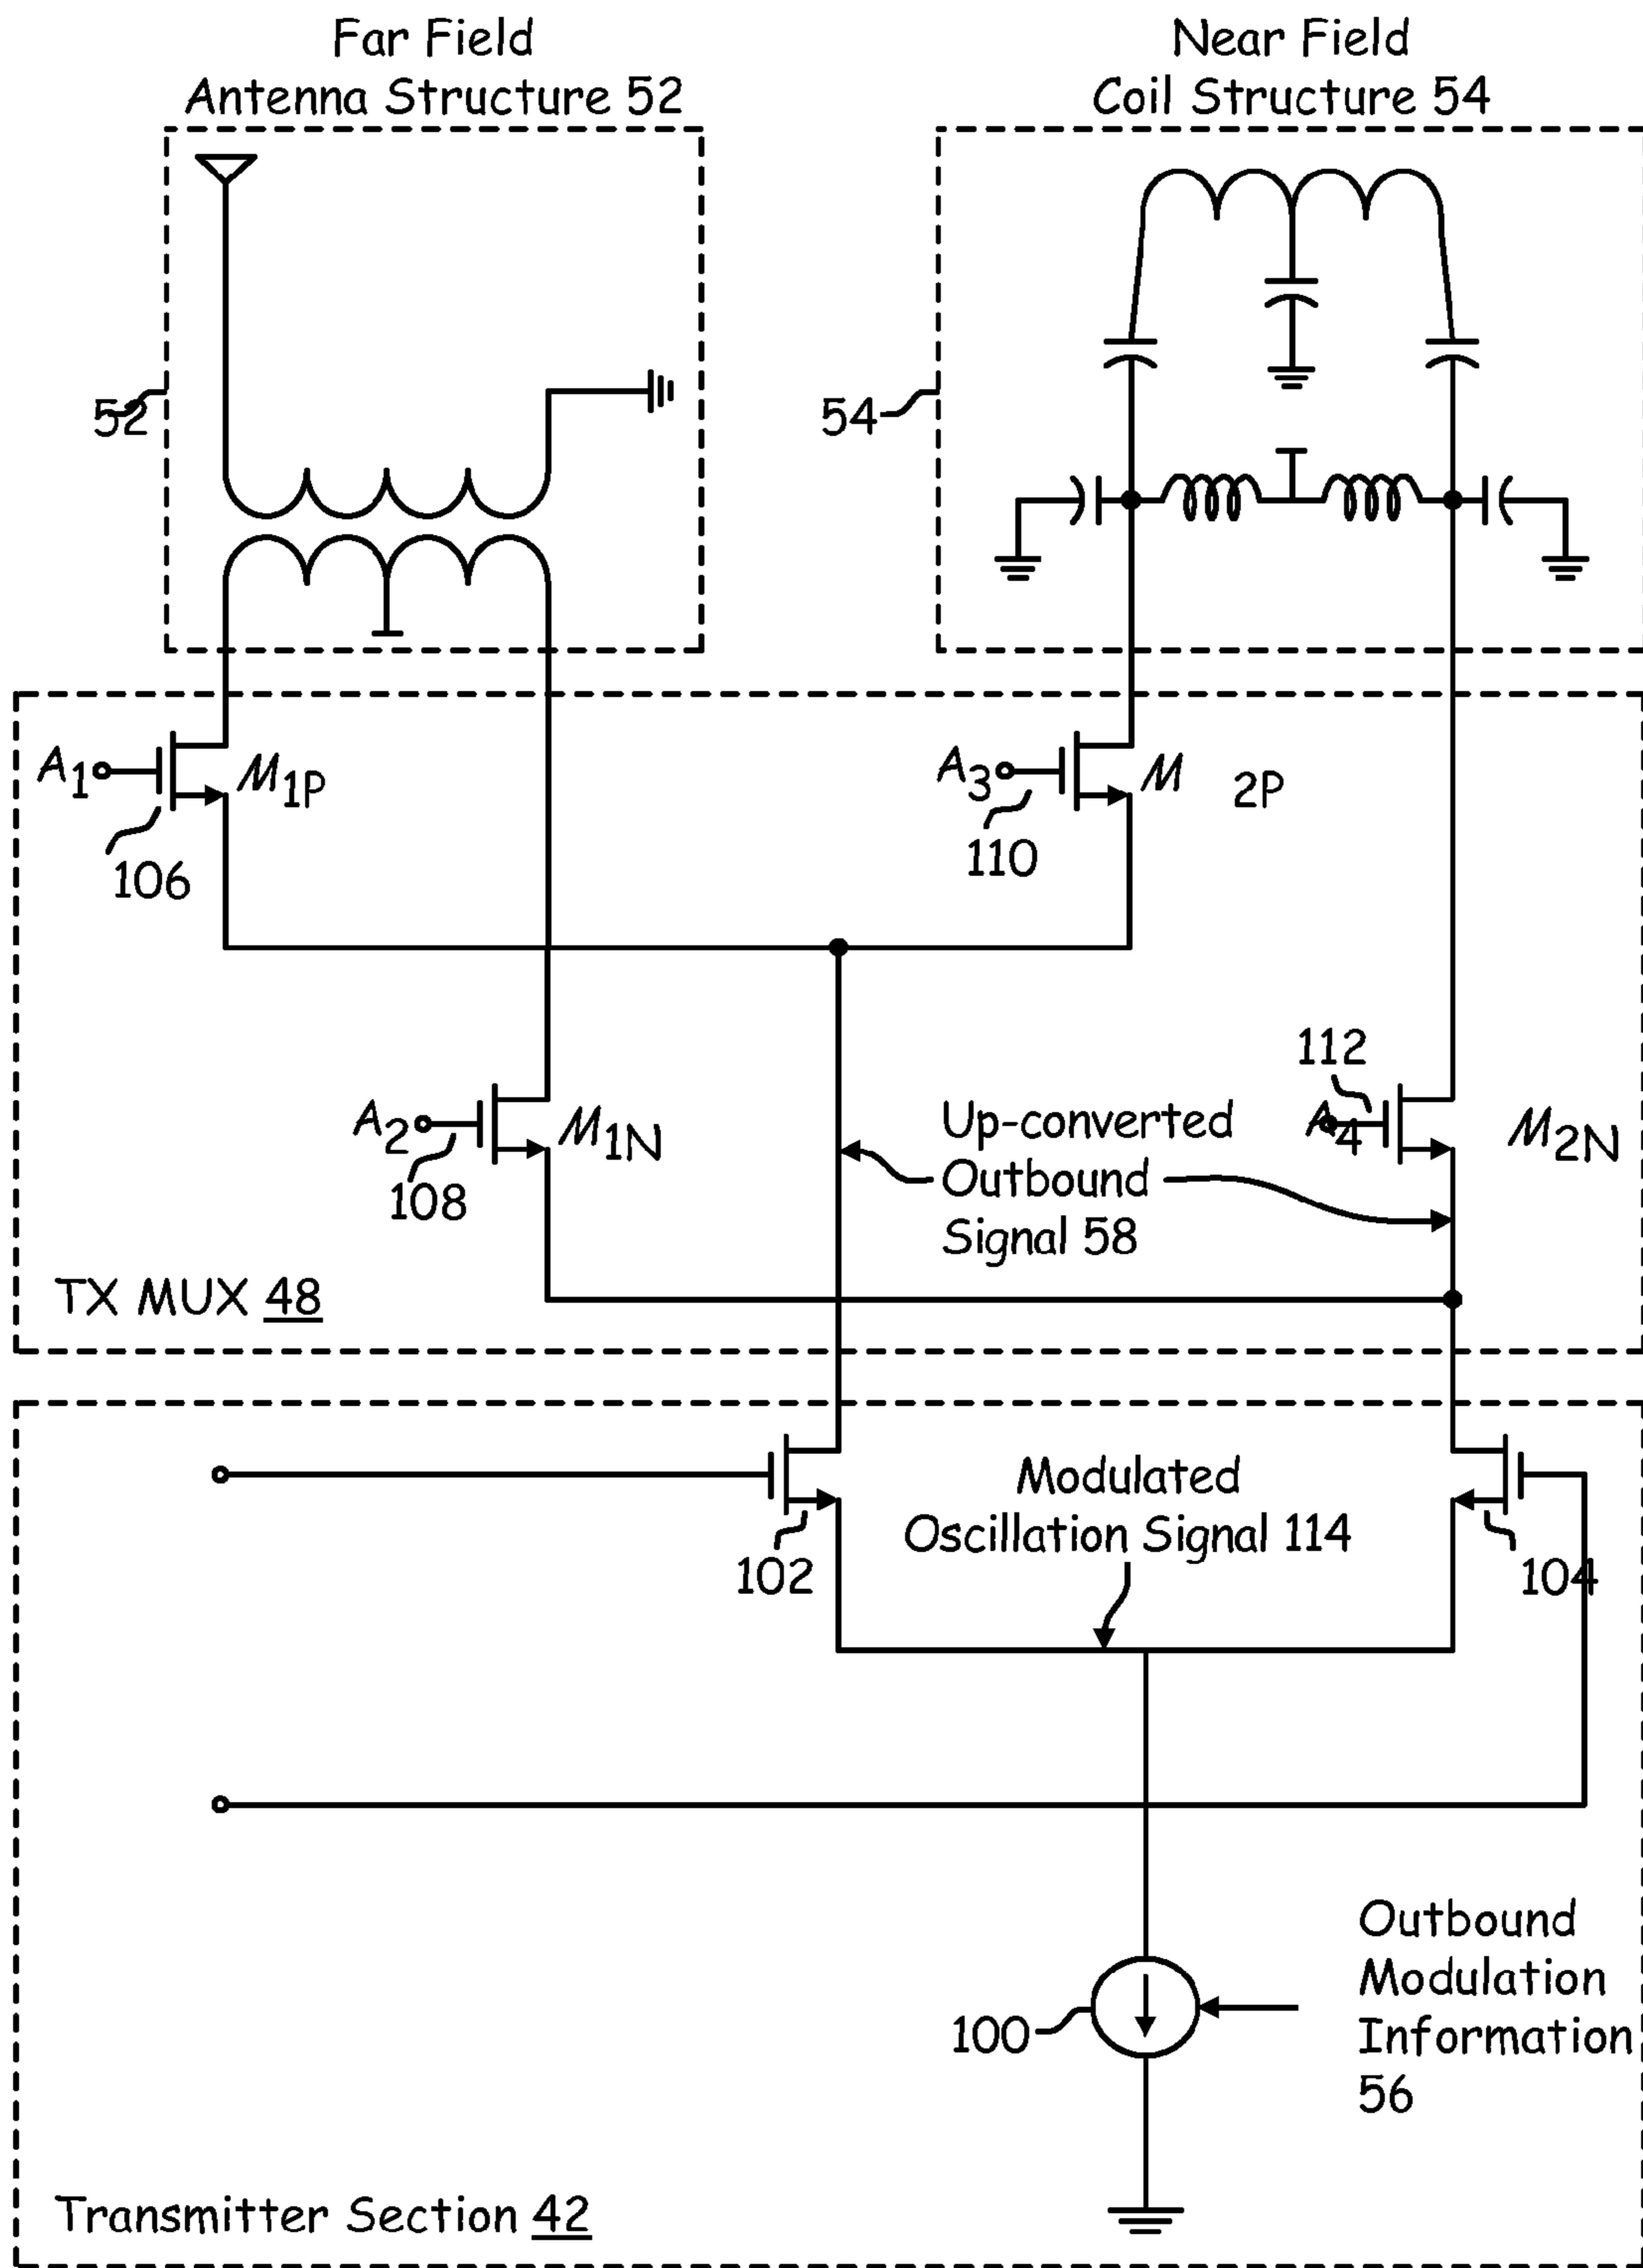 Far Field
Antenna Structure 52
Near Field
Coil Structure 54
52
54
A1
M1P
106
A3
M 2P
110
A2
M1N
108
112
A4
M2N
Up-converted
Outbound
Signal 58
TX MUX 48
Modulated
Oscillation Signal 114
102
104
100
Outbound
Modulation
Information
56
Transmitter Section 42